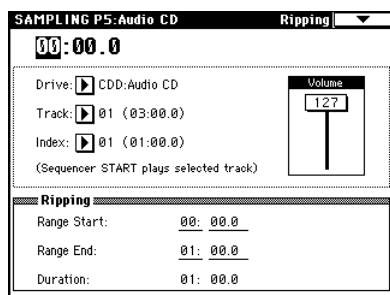 SAMPLING P5:Audio CD Ripping
00:00.0
Drive: CDD:Audio CD
Volume
127
Track: 01 (03:00.0)
Index: 01 (01:00.0)
(Sequencer START plays selected track)
Ripping
Range Start: 00: 00.0
Range End: 01: 00.0
Duration: 01: 00.0